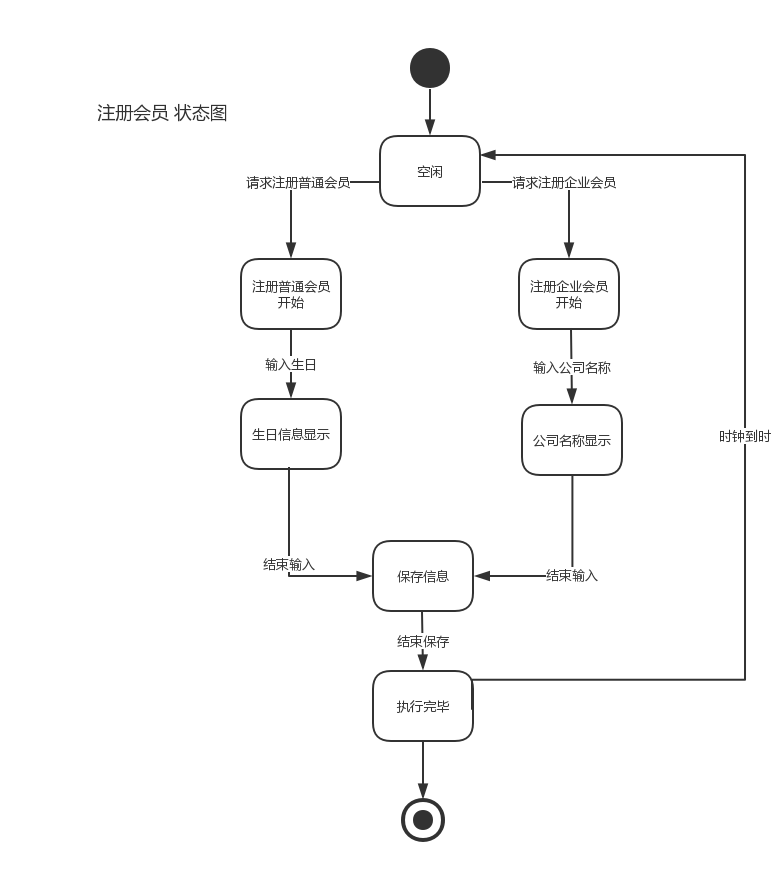 注册会员 状态图
空闲
请求注册普通会员
请求注册企业会员
注册普通会员
开始
注册企业会员
开始
输入生日
输入公司名称
生日信息显示
公司名称显示
时钟到时
结束输入
保存信息
结束输入
结束保存
执行完毕